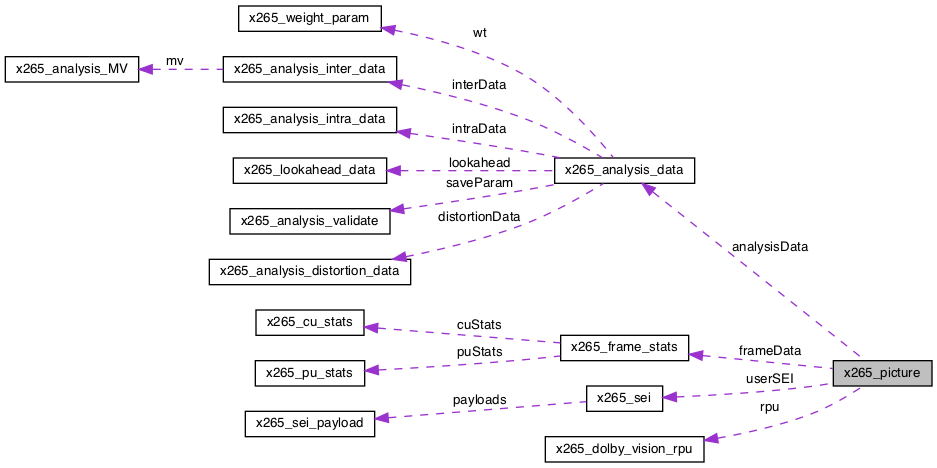 x265_weight_param
wt
x265_analysis_MV
mv
x265_analysis_inter_data
interData
x265_analysis_intra_data
intraData
x265_lookahead_data
lookahead
x265_analysis_data
saveParam
x265_analysis_validate
distortionData
x265_analysis_distortion_data
analysisData
x265_cu_stats
cuStats
x265_frame_stats
frameData
puStats
x265_pu_stats
x265_picture
userSEI
x265_sei
payloads
rpu
x265_sei_payload
x265_dolby_vision_rpu